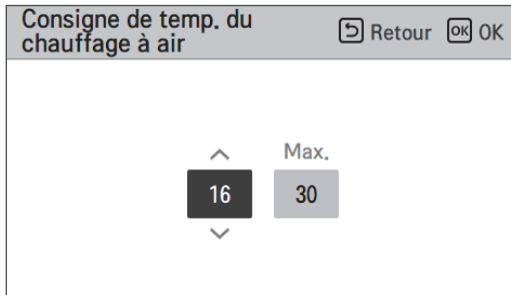 Consigne de temp. du
chauffage à air
Retour OK OK
Max.
16 30